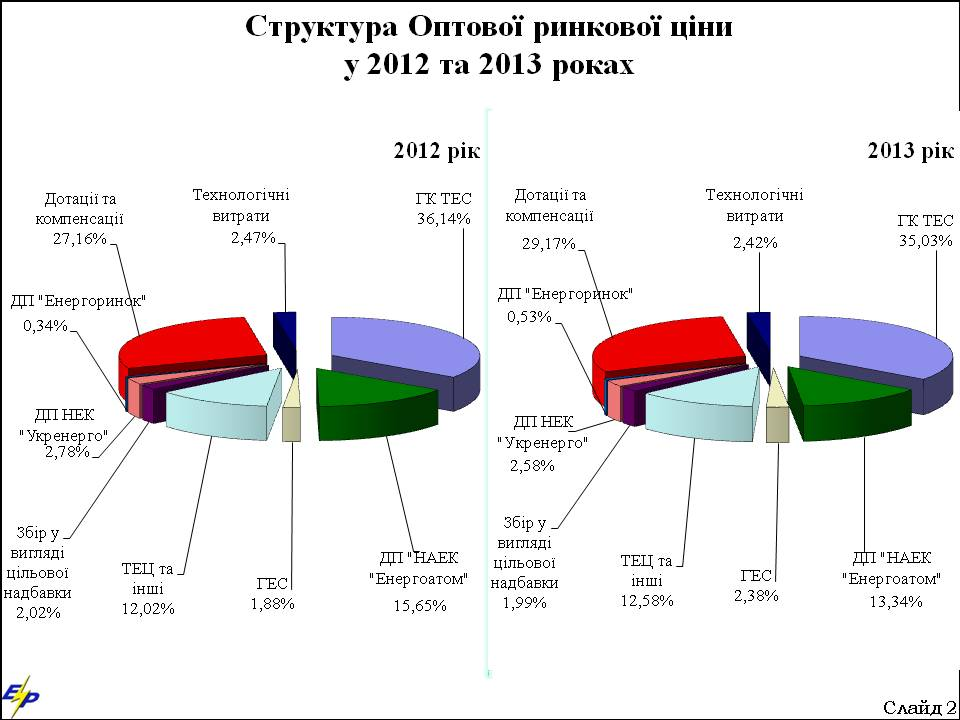 Структура Оптової ринкової ціни
у 2012 та 2013 роках
2012 рік
Дотації та
компенсації
27,16%
Технологічні
витрати
2,47%
ГК ТЕС
36,14%
ДП "Енергоринок"
0,34%
ДП НЕК
"Укренерго"
2,78%
Збір у
вигляді
цільової
надбавки
2,02%
ТЕЦ та
інші
12,02%
ГЕС
1,88%
ДП "НАЕК
"Енергоатом"
15,65%
2013 рік
Дотації та
компенсації
29,17%
Технологічні
витрати
2,42%
ГК ТЕС
35,03%
ДП "Енергоринок"
0,53%
ДП НЕК
"Укренерго"
2,58%
Збір у
вигляді
цільової
надбавки
1,99%
ТЕЦ та
інші
12,58%
ГЕС
2,38%
ДП "НАЕК
"Енергоатом"
13,34%
ЕР
Слайд 2